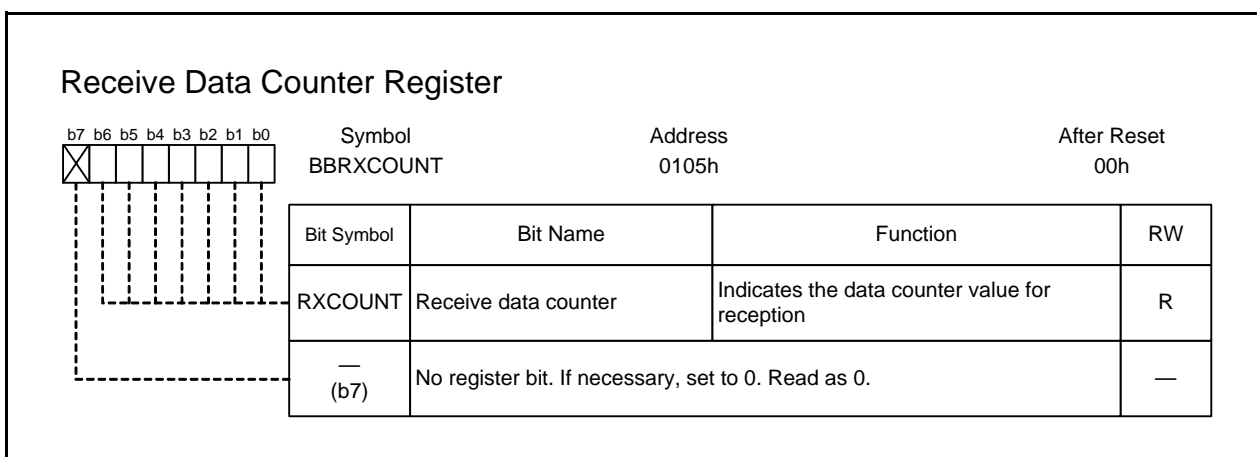 Receive Data Counter Register
b7 b6 b5 b4 b3 b2 b1 b0
Symbol Address After Reset
BBRXCOUNT 0105h 00h
Bit Symbol Bit Name Function RW
RXCOUNT Receive data counter Indicates the data counter value for
reception R
—
(b7) No register bit. If necessary, set to 0. Read as 0. —